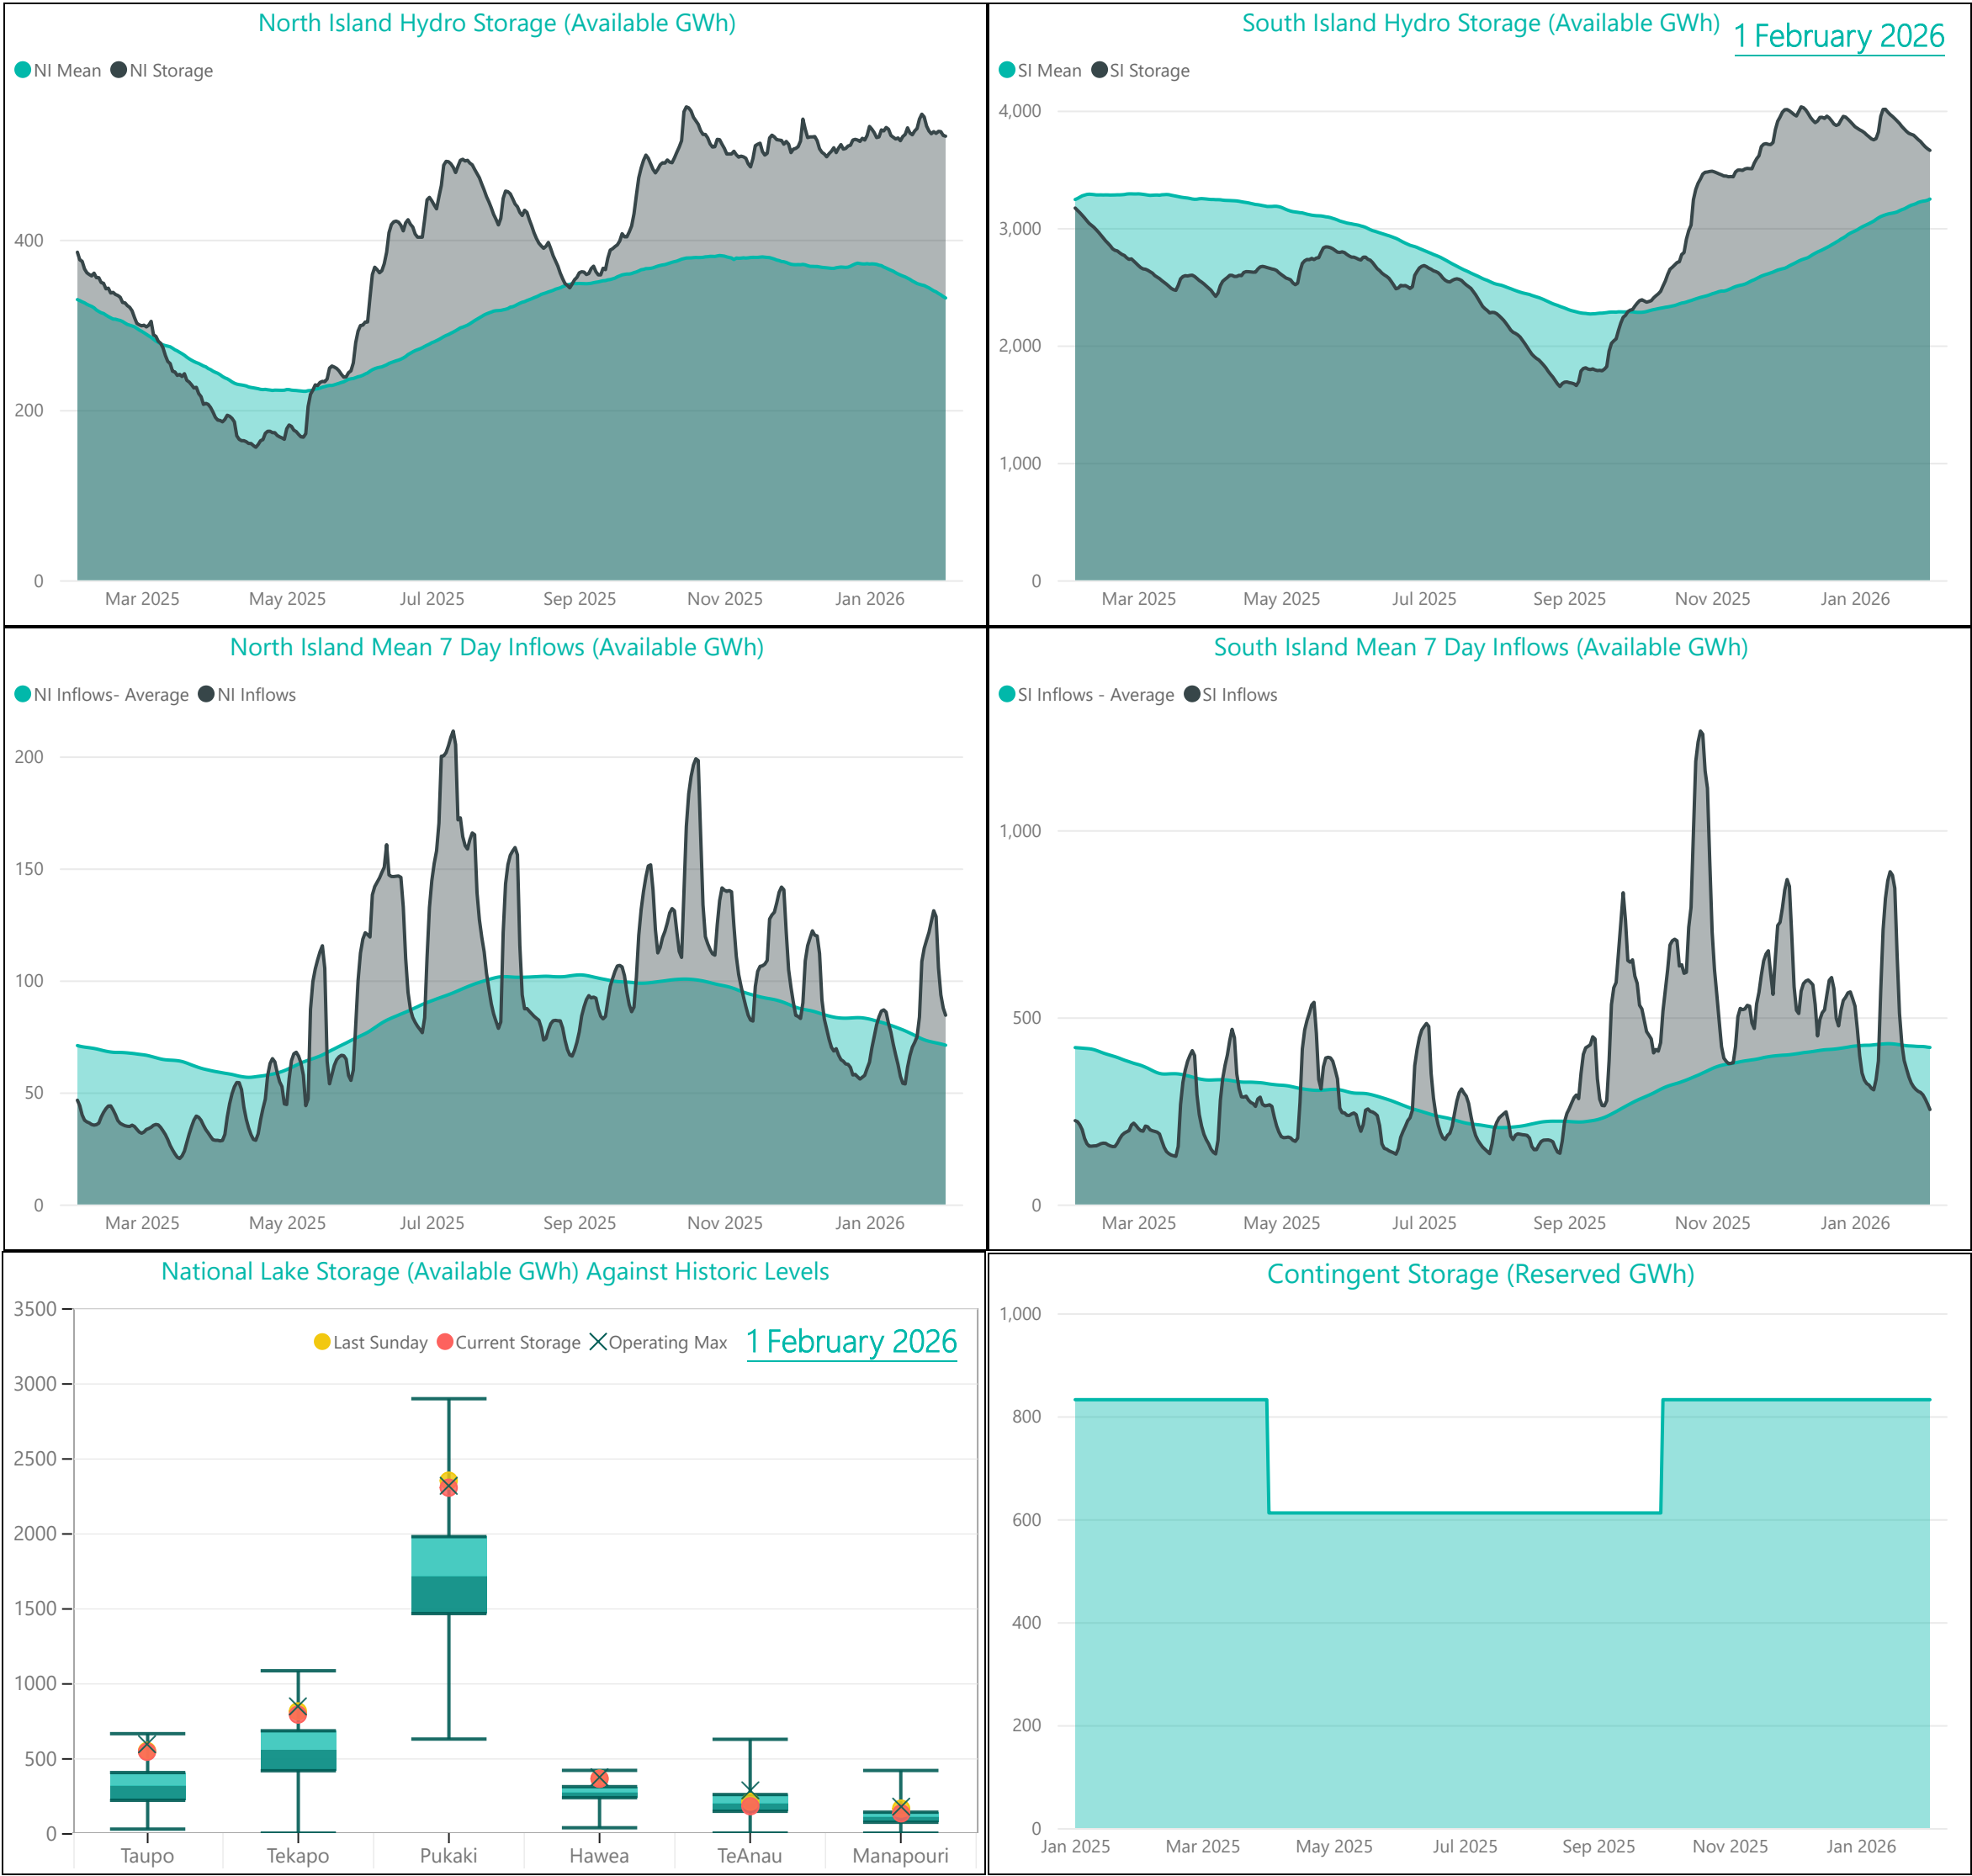 North Island Hydro Storage (Available GWh)
NI Mean NI Storage
400
200
0
Mar 2025 May 2025 Jul 2025 Sep 2025 Nov 2025 Jan 2026
South Island Hydro Storage (Available GWh)
1 February 2026
SI Mean SI Storage
4,000
3,000
2,000
1,000
0
Mar 2025 May 2025 Jul 2025 Sep 2025 Nov 2025 Jan 2026
North Island Mean 7 Day Inflows (Available GWh)
NI Inflows- Average NI Inflows
200
150
100
50
0
Mar 2025 May 2025 Jul 2025 Sep 2025 Nov 2025 Jan 2026
South Island Mean 7 Day Inflows (Available GWh)
SI Inflows - Average SI Inflows
1,000
500
0
Mar 2025 May 2025 Jul 2025 Sep 2025 Nov 2025 Jan 2026
National Lake Storage (Available GWh) Against Historic Levels
Last Sunday Current Storage Operating Max
1 February 2026
3500
3000
2500
2000
1500
1000
500
0
Taupo Tekapo Pukaki Hawea TeAnau Manapouri
Contingent Storage (Reserved GWh)
1,000
800
600
400
200
0
Jan 2025 Mar 2025 May 2025 Jul 2025 Sep 2025 Nov 2025 Jan 2026